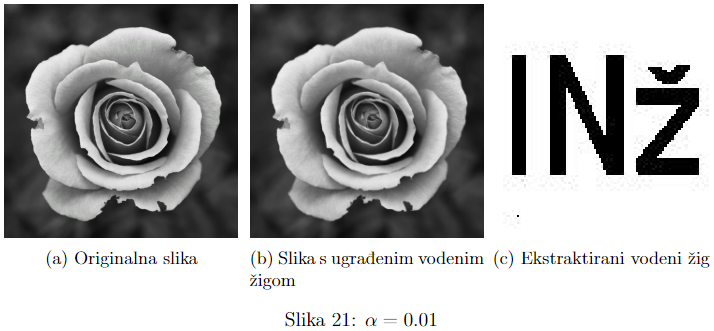 INž
(a) Originalna slika
(b) Slika s ugrađenim vodenim
žigom
(c) Ekstraktirani vodeni žig
Slika 21: α = 0.01